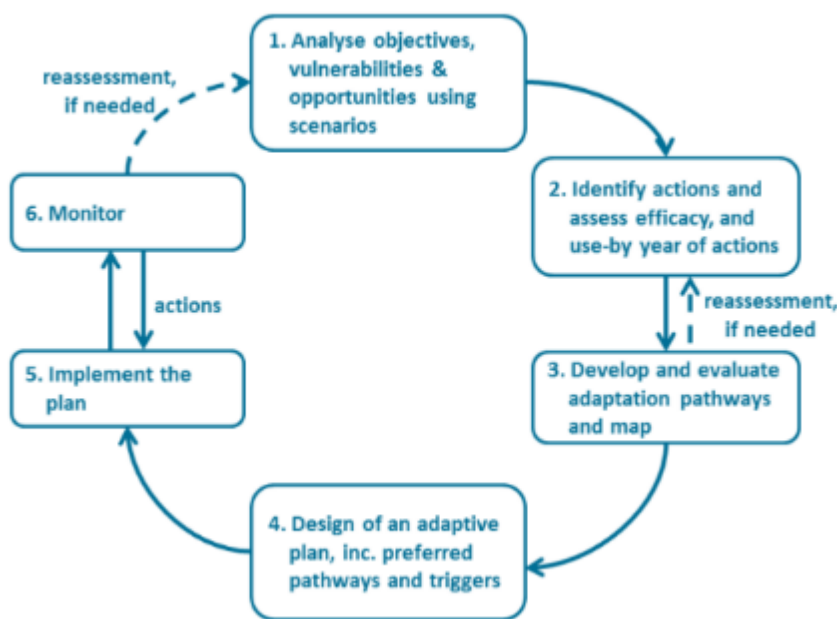 1. Analyse objectives,
vulnerabilities &
opportunities using
scenarios
reassessment,
if needed
2. Identify actions and
assess efficacy, and
use-by year of actions
6. Monitor
reassessment,
if needed
actions
3. Develop and evaluate
adaptation pathways
and map
5. Implement the
plan
4. Design of an adaptive
plan, inc. preferred
pathways and triggers